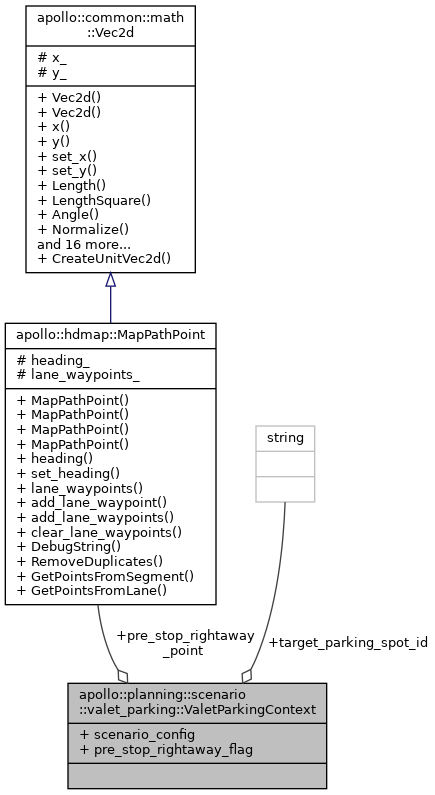 apollo::common::math
::Vec2d
# x_
# y_
+ Vec2d()
+ Vec2d()
+ x()
+ y()
+ set_x()
+ set_y()
+ Length()
+ LengthSquare()
+ Angle()
+ Normalize()
and 16 more...
+ CreateUnitVec2d()
apollo::hdmap::MapPathPoint
# heading_
# lane_waypoints_
+ MapPathPoint()
+ MapPathPoint()
+ MapPathPoint()
+ MapPathPoint()
+ heading()
+ set_heading()
+ lane_waypoints()
+ add_lane_waypoint()
+ add_lane_waypoints()
+ clear_lane_waypoints()
+ DebugString()
+ RemoveDuplicates()
+ GetPointsFromSegment()
+ GetPointsFromLane()
string
+pre_stop_rightaway
_point
+target_parking_spot_id
apollo::planning::scenario
::valet_parking::ValetParkingContext
+ scenario_config
+ pre_stop_rightaway_flag